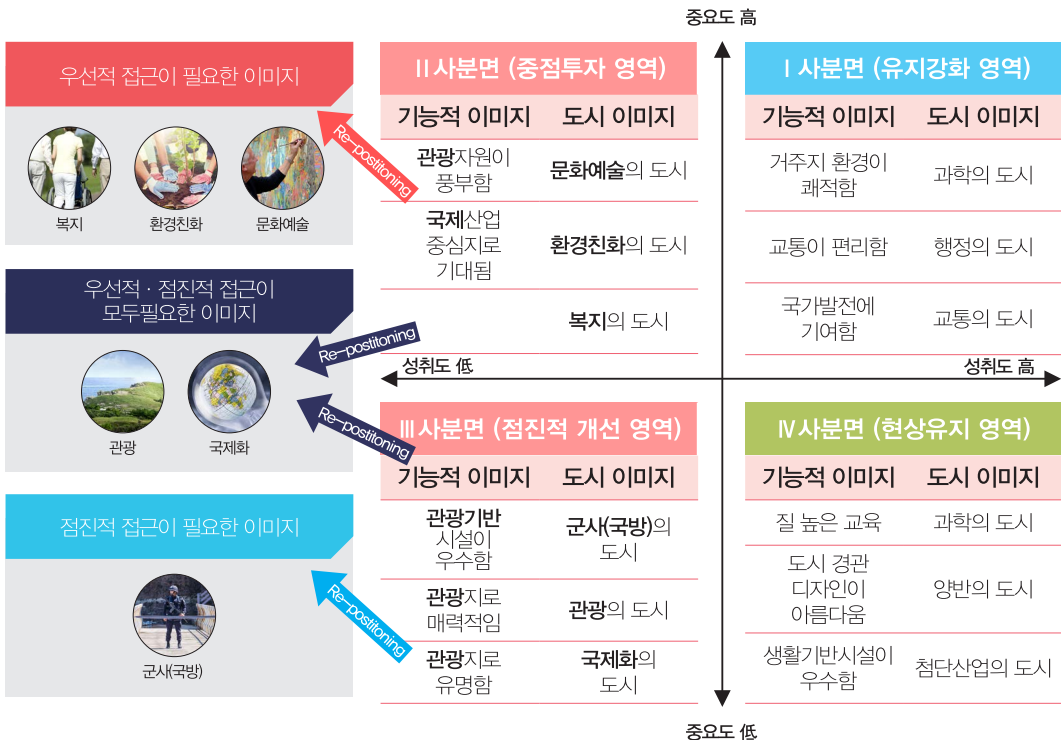 중요도 高
우선적 접근이 필요한 이미지
복지
환경친화
문화예술
Re-postitoning
우선적 · 점진적 접근이
모두필요한 이미지
관광
국제화
Re-postitoning
Re-postitoning
점진적 접근이 필요한 이미지
군사(국방)
Re-postitoning
Ⅱ사분면 (중점투자 영역)
기능적 이미지
도시 이미지
관광자원이
풍부함
문화예술의 도시
국제산업
중심지로
기대됨
환경친화의 도시
복지의 도시
Ⅰ사분면 (유지강화 영역)
기능적 이미지
도시 이미지
거주지 환경이
쾌적함
과학의 도시
교통이 편리함
행정의 도시
국가발전에
기여함
교통의 도시
성취도 低
성취도 高
Ⅲ사분면 (점진적 개선 영역)
기능적 이미지
도시 이미지
관광기반
시설이
우수함
군사(국방)의
도시
관광지로
매력적임
관광의 도시
관광지로
유명함
국제화의
도시
Ⅳ사분면 (현상유지 영역)
기능적 이미지
도시 이미지
질 높은 교육
과학의 도시
도시 경관
디자인이
아름다움
양반의 도시
생활기반시설이
우수함
첨단산업의 도시
중요도 低